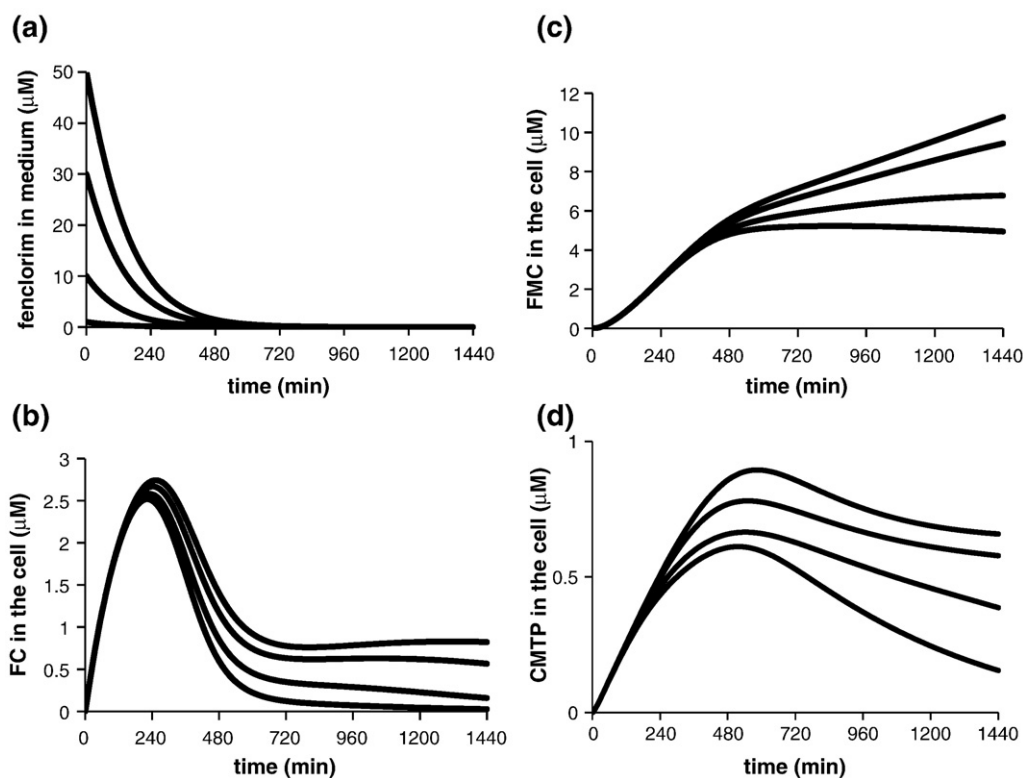 (a)
fenclorim in medium (μM)
50
40
30
20
10
0
0 240 480 720 960 1200 1440
time (min)
(b)
FC in the cell (μM)
3
2.5
2
1.5
1
0.5
0
0 240 480 720 960 1200 1440
time (min)
(c)
FMC in the cell (μM)
12
10
8
6
4
2
0
0 240 480 720 960 1200 1440
time (min)
(d)
CMTP in the cell (μM)
1
0.5
0
0 240 480 720 960 1200 1440
time (min)